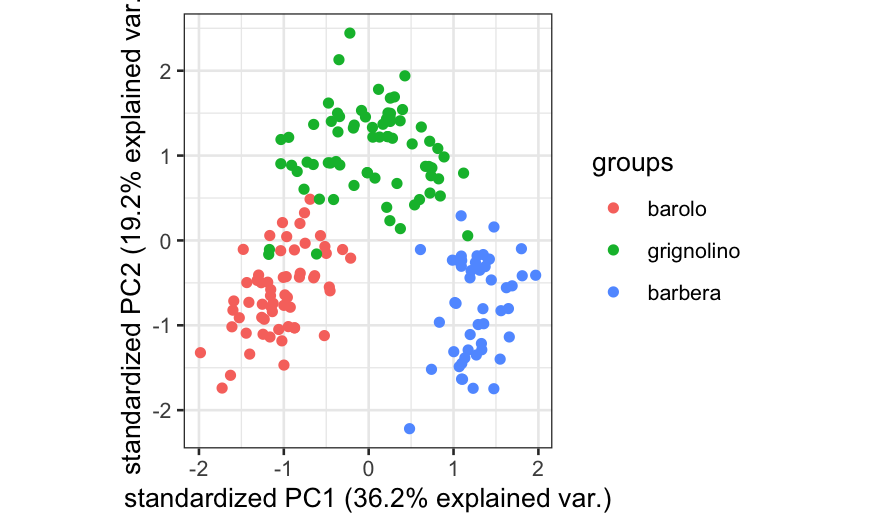 standardized PC2 (19.2% explained var.
2
1
0
-1
-2
-2
-1
0
1
2
standardized PC1 (36.2% explained var.)
groups
barolo
grignolino
barbera